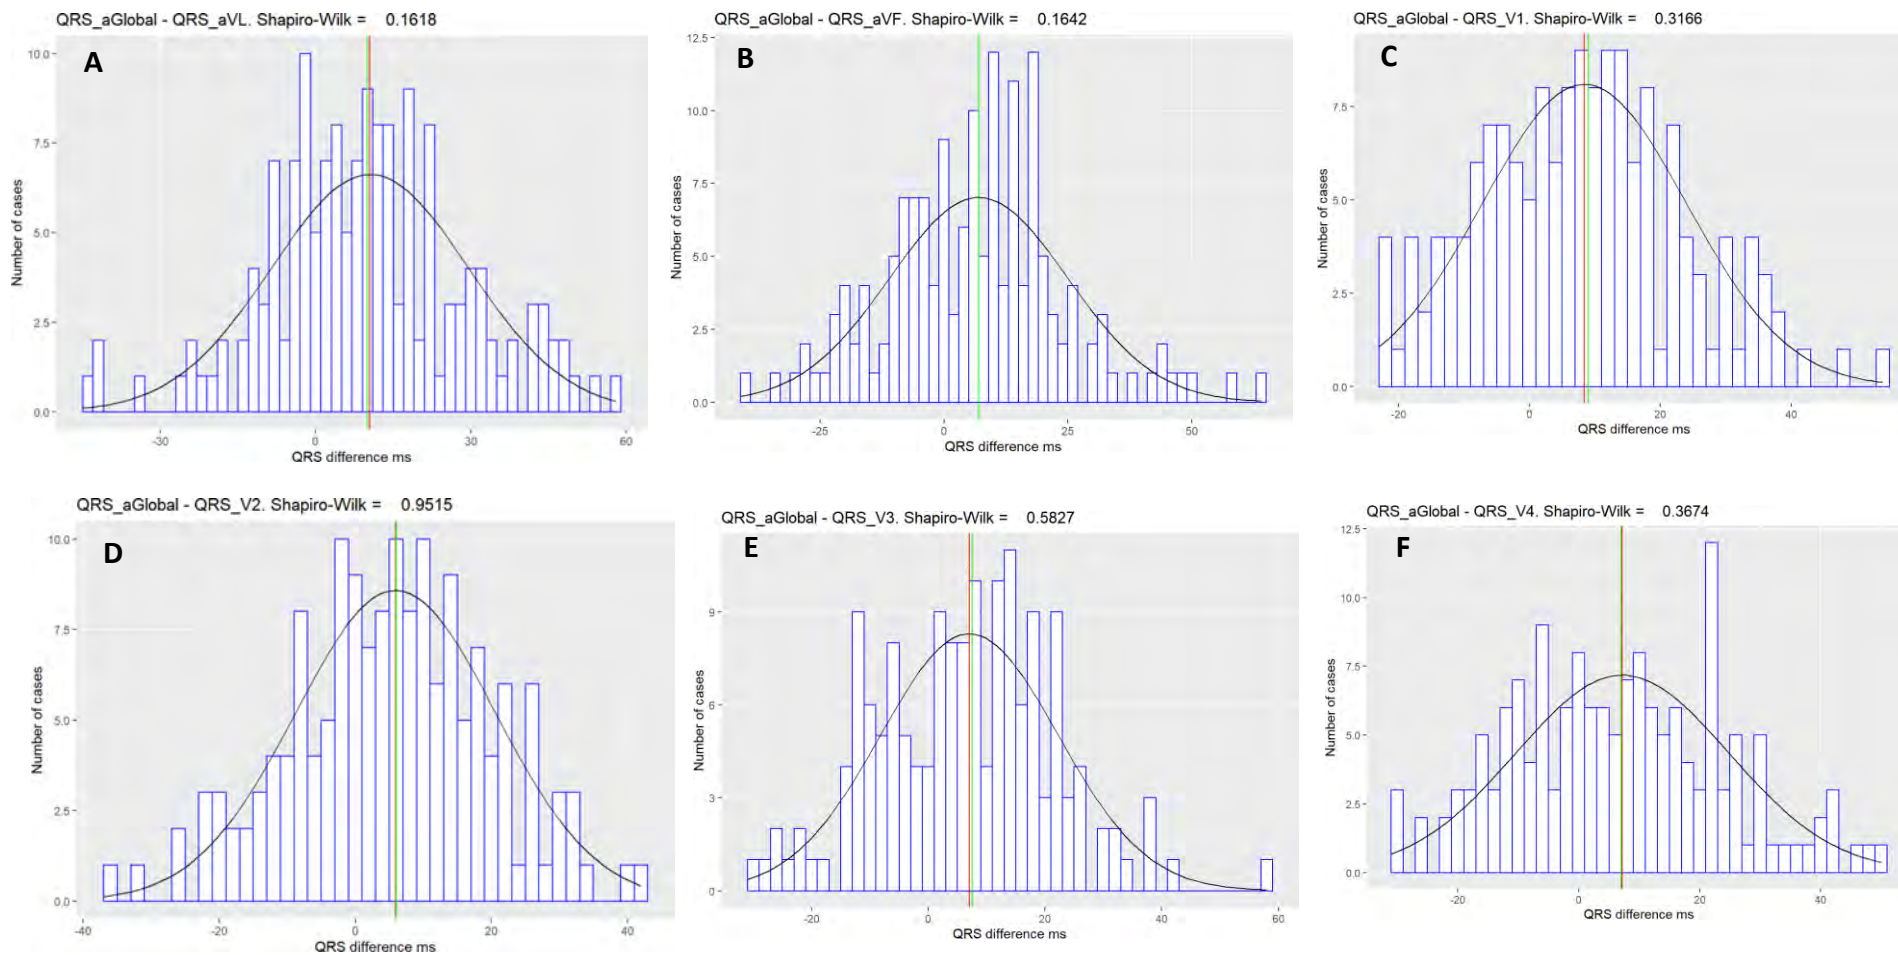 QRS_aGlobal - QRS_aVL. Shapiro-Wilk = 0.1618
A
10.0
7.5
5.0
2.5
0.0
Number of cases
-30 0 30 60
QRS difference ms
QRS_aGlobal - QRS_aVF. Shapiro-Wilk = 0.1642
B
12.5
10.0
7.5
5.0
2.5
0.0
Number of cases
-25 0 25 50
QRS difference ms
QRS_aGlobal - QRS_V1. Shapiro-Wilk = 0.3166
C
7.5
5.0
2.5
0.0
Number of cases
-20 0 20 40
QRS difference ms
QRS_aGlobal - QRS_V2. Shapiro-Wilk = 0.9515
D
10.0
7.5
5.0
2.5
0.0
Number of cases
-40 -20 0 20 40
QRS difference ms
QRS_aGlobal - QRS_V3. Shapiro-Wilk = 0.5827
E
9
6
3
0
Number of cases
-20 0 20 40 60
QRS difference ms
QRS_aGlobal - QRS_V4. Shapiro-Wilk = 0.3674
F
12.5
10.0
7.5
5.0
2.5
0.0
Number of cases
-20 0 20 40
QRS difference ms